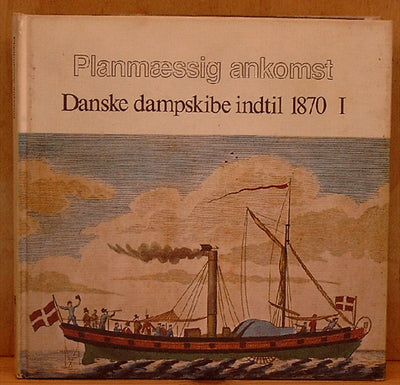 Planmæssig ankomst
Danske dampskibe indtil 1870 I